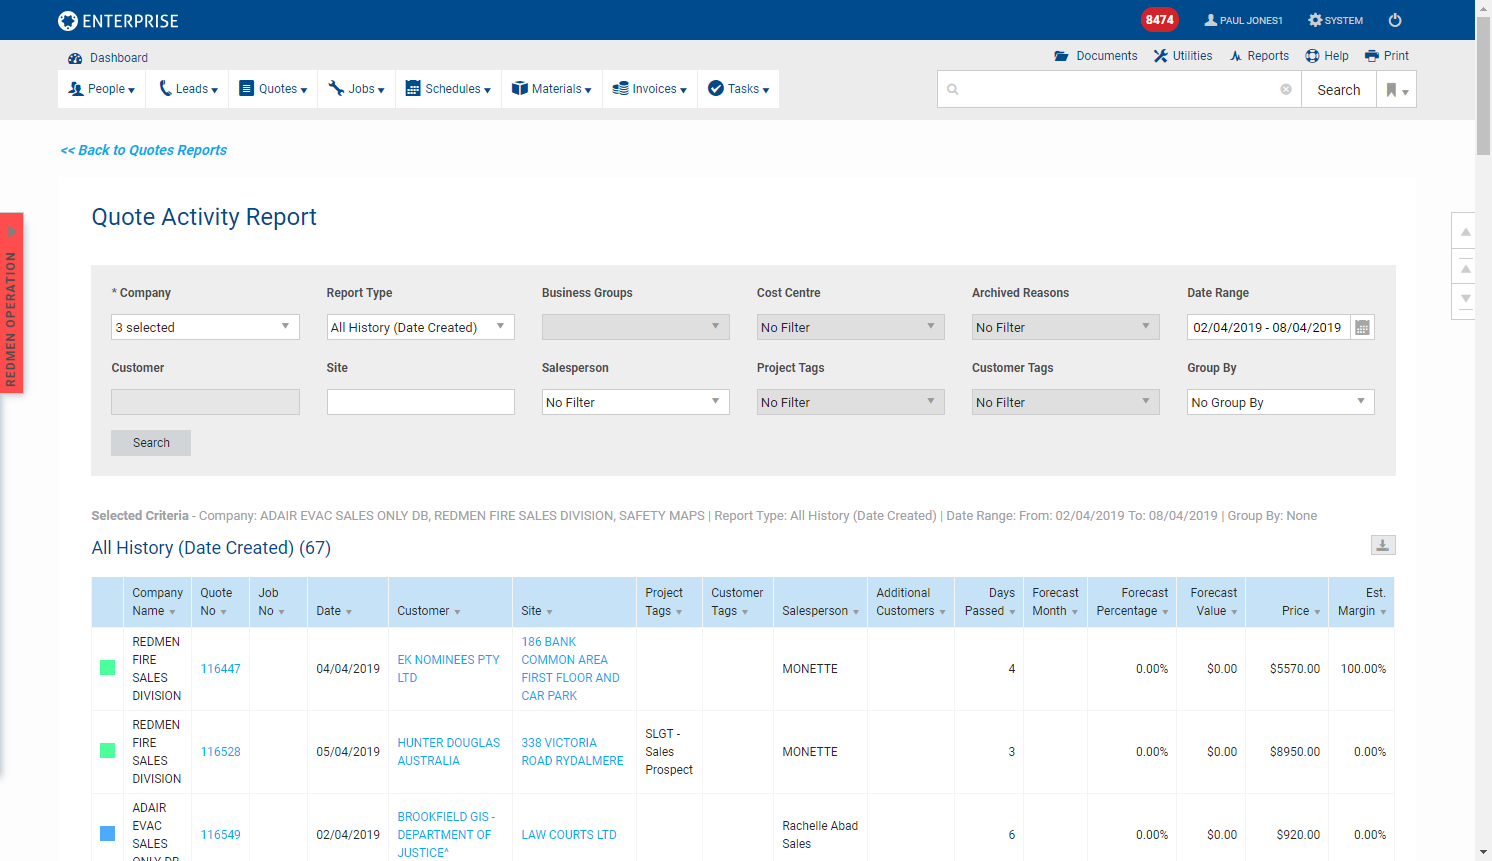 ENTERPRISE
8474
PAUL JONES1
SYSTEM
Dashboard
Documents Utilities Reports Help Print
People Leads Quotes Jobs Schedules Materials Invoices Tasks
Search
<< Back to Quotes Reports
REDMEN OPERATION
Quote Activity Report
* Company Report Type Business Groups Cost Centre Archived Reasons Date Range
3 selected All History (Date Created) No Filter No Filter 02/04/2019 - 08/04/2019
Customer Site Salesperson Project Tags Customer Tags Group By
No Filter No Filter No Filter No Group By
Search
Selected Criteria - Company: ADAIR EVAC SALES ONLY DB, REDMEN FIRE SALES DIVISION, SAFETY MAPS | Report Type: All History (Date Created) | Date Range: From: 02/04/2019 To: 08/04/2019 | Group By: None
All History (Date Created) (67)
Company Quote Job Project Customer Additional Days Forecast Forecast Forecast Est.
Name No No Date Customer Site Tags Tags Salesperson Customers Passed Month Percentage Value Price Margin
REDMEN 186 BANK
FIRE EK NOMINEES PTY COMMON AREA
116447 04/04/2019 MONETTE 4 0.00% $0.00 $5570.00 100.00%
SALES LTD FIRST FLOOR AND
DIVISION CAR PARK
REDMEN
FIRE HUNTER DOUGLAS 338 VICTORIA SLGT -
116528 05/04/2019 Sales MONETTE 3 0.00% $0.00 $8950.00 0.00%
SALES AUSTRALIA ROAD RYDALMERE Prospect
DIVISION
ADAIR BROOKFIELD GIS -
EVAC 116549 02/04/2019 DEPARTMENT OF LAW COURTS LTD Rachelle Abad 6 0.00% $0.00 $920.00 0.00%
SALES JUSTICE^ Sales
ONLY DB